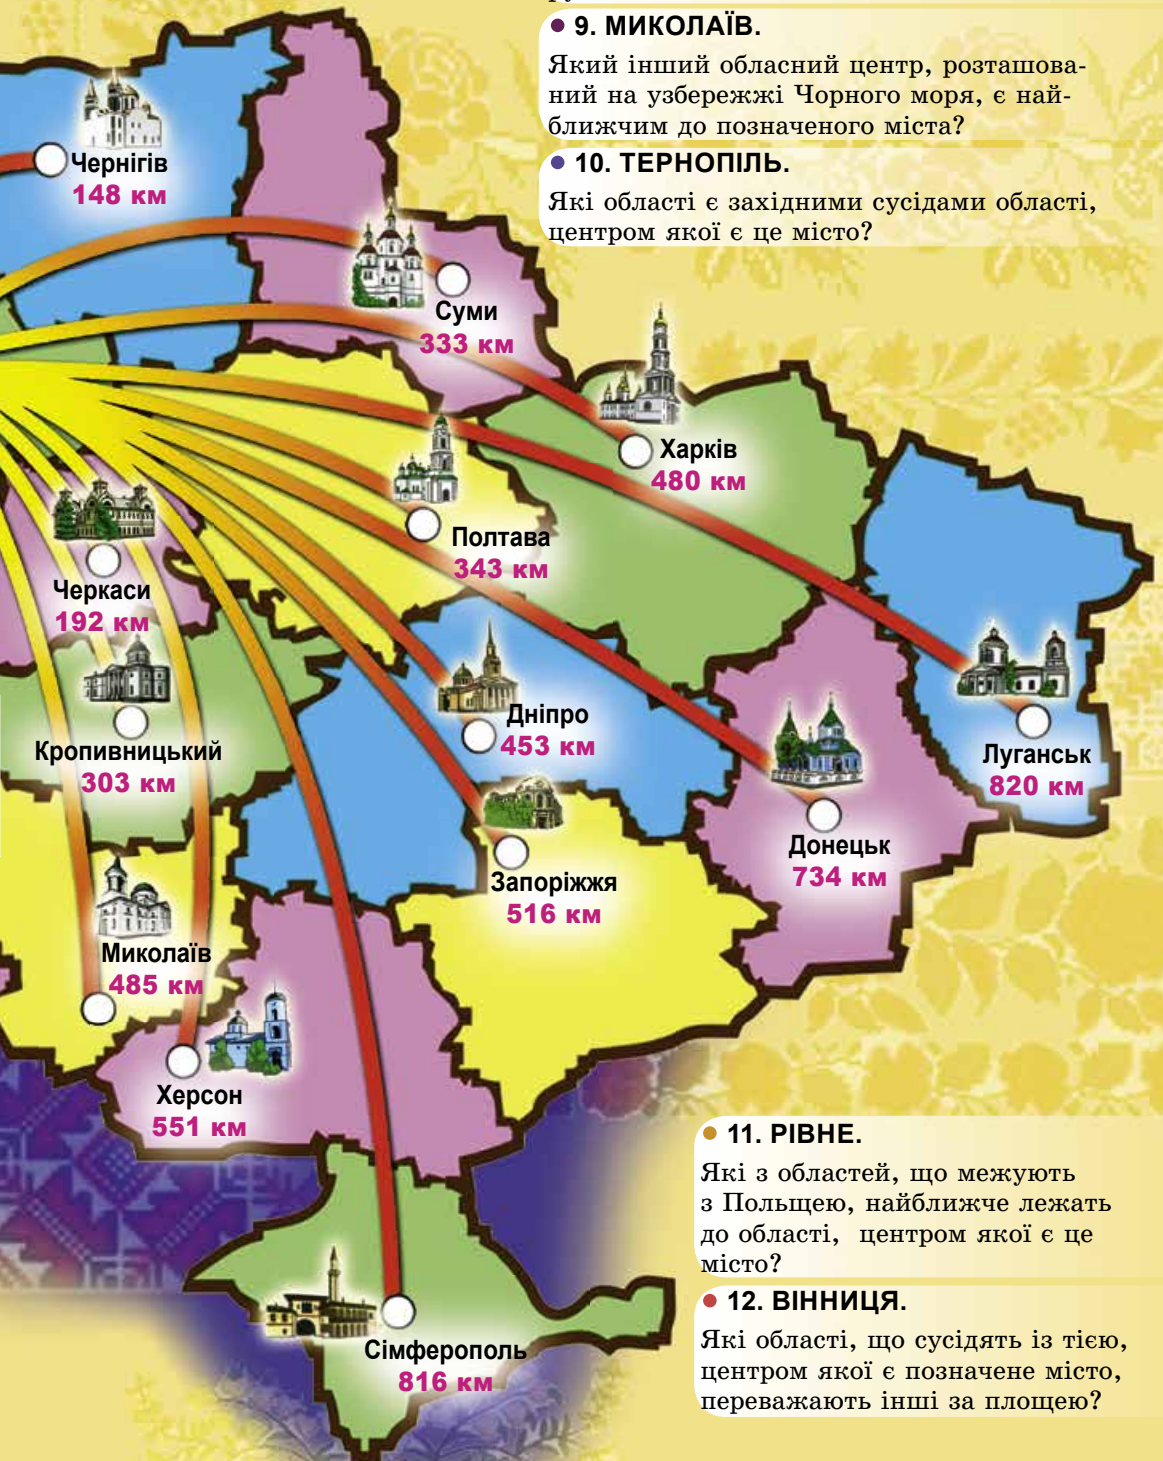 • 9. МИКОЛАЇВ.
Який інший обласний центр, розташова-
ний на узбережжі Чорного моря, є най-
ближчим до позначеного міста?
• 10. ТЕРНОПІЛЬ.
Які області є західними сусідами області,
центром якої є це місто?
Чернігів
148 км
Суми
333 км
Харків
480 км
Полтава
343 км
Черкаси
192 км
Кропивницький
303 км
Дніпро
453 км
Луганськ
820 км
Донецьк
734 км
Запоріжжя
516 км
Миколаїв
485 км
Херсон
551 км
Сімферополь
816 км
• 11. РІВНЕ.
Які з областей, що межують
з Польщею, найближче лежать
до області, центром якої є це
місто?
• 12. ВІННИЦЯ.
Які області, що сусідять із тією,
центром якої є позначене місто,
переважають інші за площею?